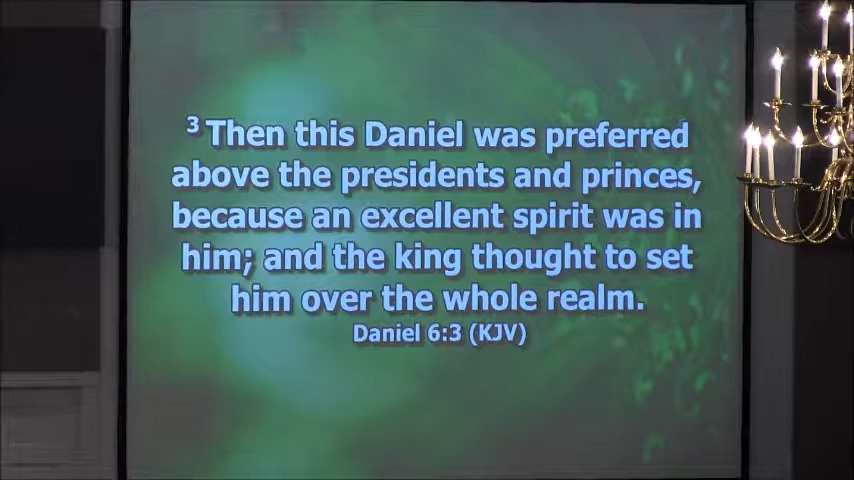 3 Then this Daniel was preferred
above the presidents and princes,
because an excellent spirit was in
him; and the king thought to set
him over the whole realm.
Daniel 6:3 (KJV)